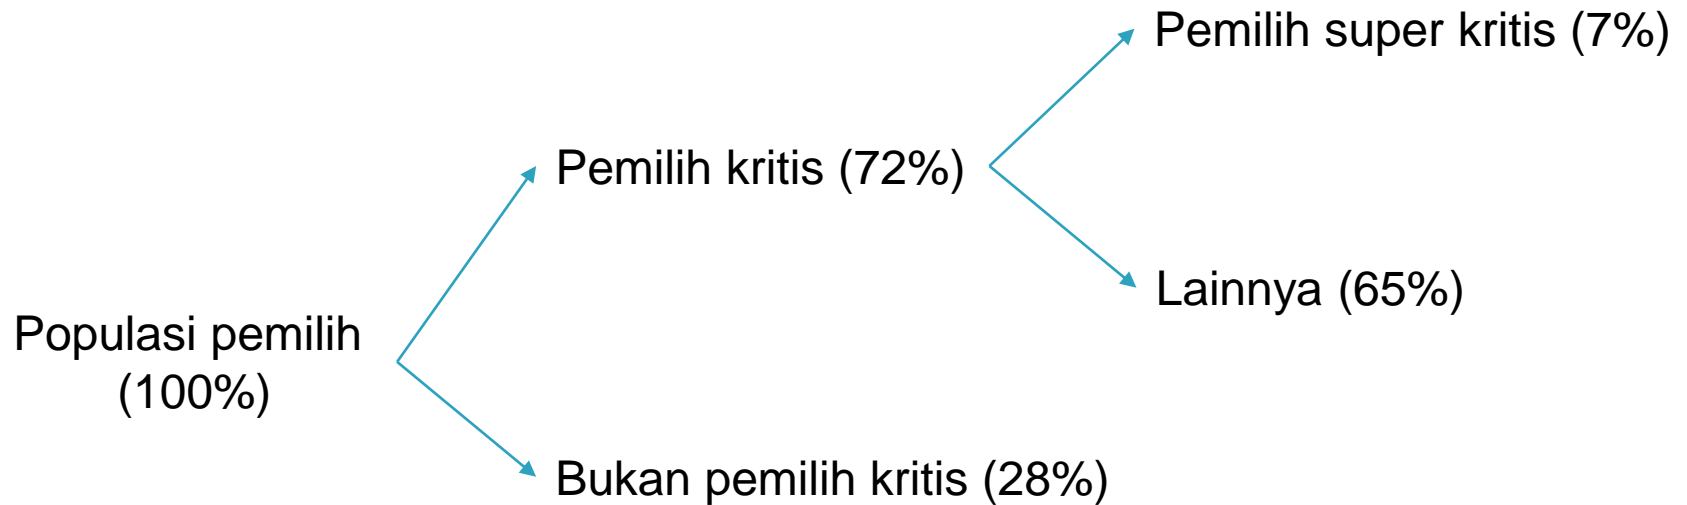 Pemilih super kritis (7%)
Pemilih kritis (72%)
Lainnya (65%)
Populasi pemilih
(100%)
Bukan pemilih kritis (28%)